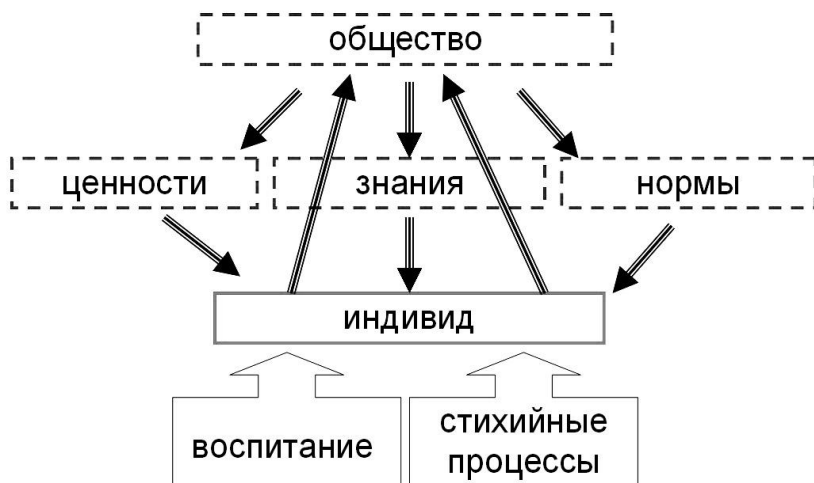 общество
ценности
знания
нормы
индивид
воспитание
стихийные
процессы